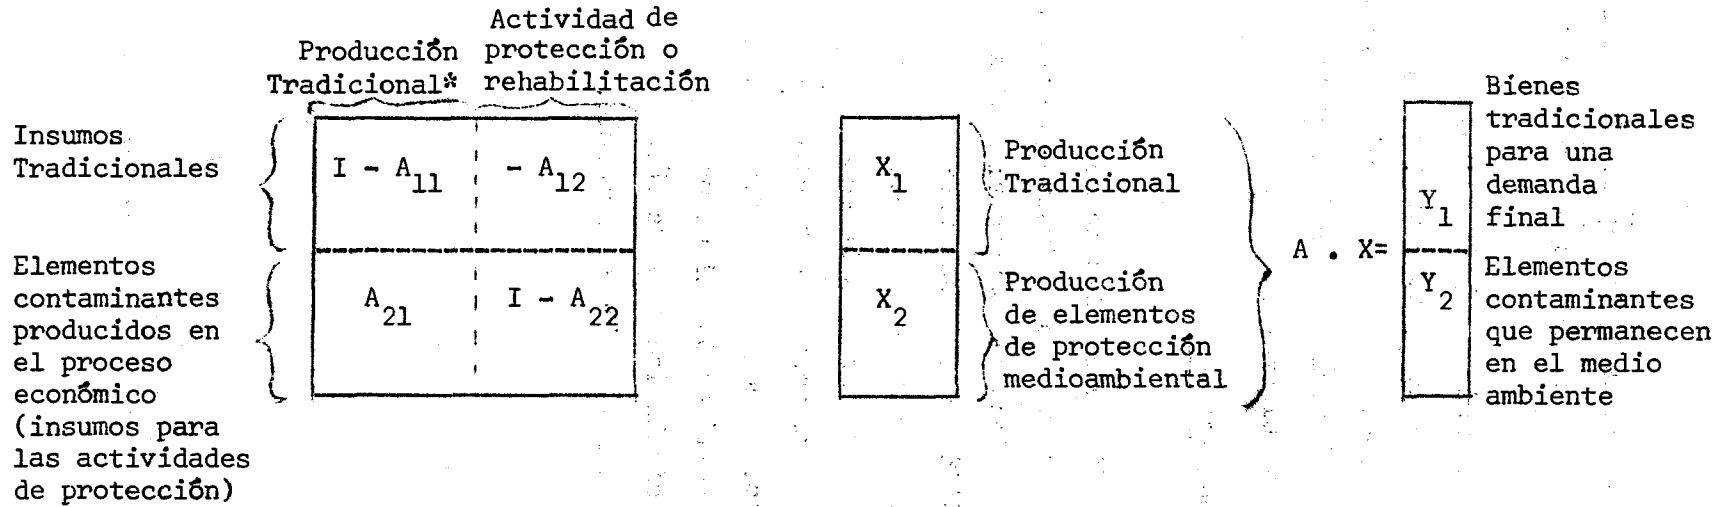 Actividad de
Producción protección o
Tradicional* rehabilitación
Insumos
Tradicionales
I - A11 - A12
Elementos
contaminantes
producidos en
el proceso
económico
(insumos para
las actividades
de protección)
A21 I - A22
X1
Producción
Tradicional
X2
Producción
de elementos
de protección
medioambiental
A . X=
Y1
Bienes
tradicionales
para una
demanda
final
Y2
Elementos
contaminantes
que permanecen
en el medio
ambiente